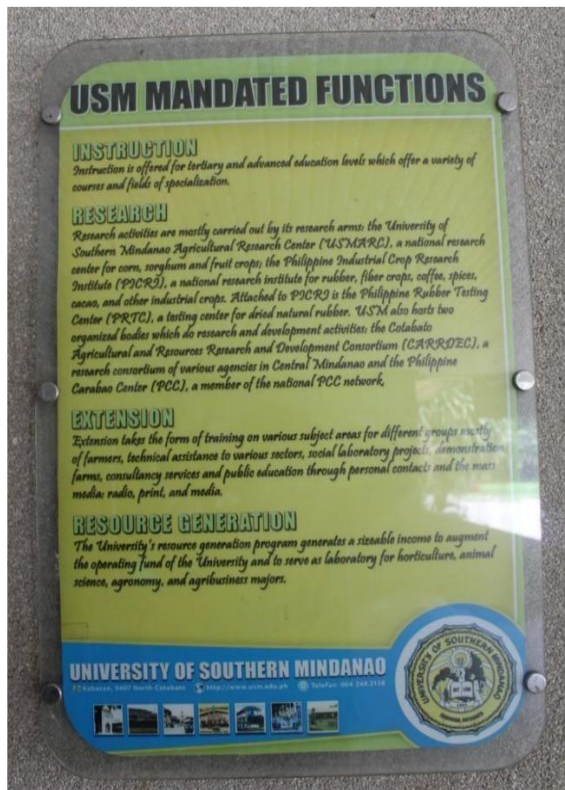 USM MANDATED FUNCTIONS
INSTRUCTION
Instruction is offered for tertiary and advanced education levels which offer a variety of
courses and fields of specialization.
RESEARCH
Research activities are mostly carried out by its research arms: the University of
Southern Mindanao Agricultural Research Center (USMARC), a national research
center for corn, sorghum and fruit crops; the Philippine Industrial Crop Research
Institute (PICRI), a national research institute for rubber, fiber crops, coffee, spices,
cacao, and other industrial crops. Attached to PICRI is the Philippine Rubber Testing
Center (PRTC), a testing center for dried natural rubber. USM also hosts two
organized bodies which do research and development activities: the Cotabato
Agricultural and Resources Research and Development Consortium (CARRDEC), a
research consortium of various agencies in Central Mindanao and the Philippine
Carabao Center (PCC), a member of the national PCC network.
EXTENSION
Extension takes the form of training on various subject areas for different groups mostly
of farmers, technical assistance to various sectors, social laboratory projects, demonstration
farms, consultancy services and public education through personal contacts and the mass
media: radio, print, and media.
RESOURCE GENERATION
The University's resource generation program generates a sizeable income to augment
the operating fund of the University and to serve as laboratory for horticulture, animal
science, agronomy, and agribusiness majors.
UNIVERSITY OF SOUTHERN MINDANAO
Kabacan, 9407 North Cotabato http://www.usm.edu.ph TeleFax: 064 248 2138
UNIVERSITY OF SOUTHERN MINDANAO